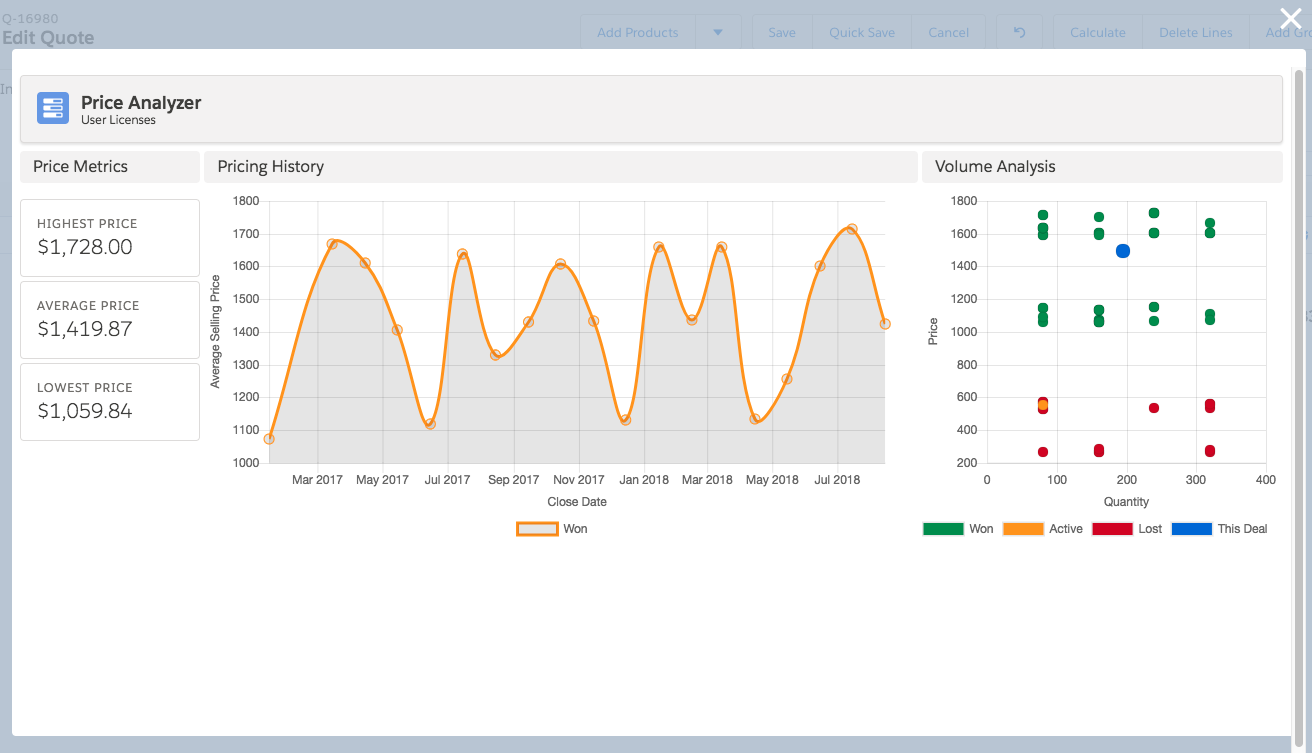 Q-16980
Edit Quote
Add Products
Save
Quick Save
Cancel
Calculate
Delete Lines
Add Gro
In
Price Analyzer
User Licenses
Price Metrics
HIGHEST PRICE
$1,728.00
AVERAGE PRICE
$1,419.87
LOWEST PRICE
$1,059.84
Pricing History
Average Selling Price
1800
1700
1600
1500
1400
1300
1200
1100
1000
Mar 2017 May 2017 Jul 2017 Sep 2017 Nov 2017 Jan 2018 Mar 2018 May 2018 Jul 2018
Close Date
Won
Volume Analysis
Price
1800
1600
1400
1200
1000
800
600
400
200
0 100 200 300 400
Quantity
Won Active Lost This Deal